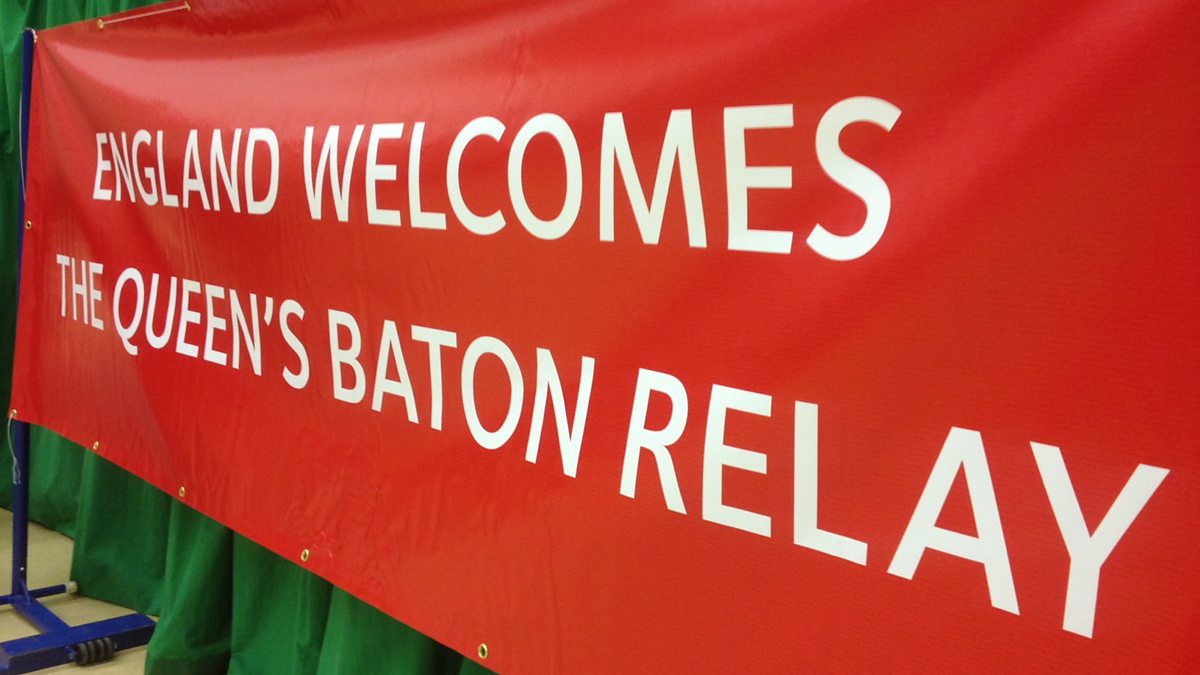 ENGLAND WELCOMES
THE QUEEN'S BATON RELAY